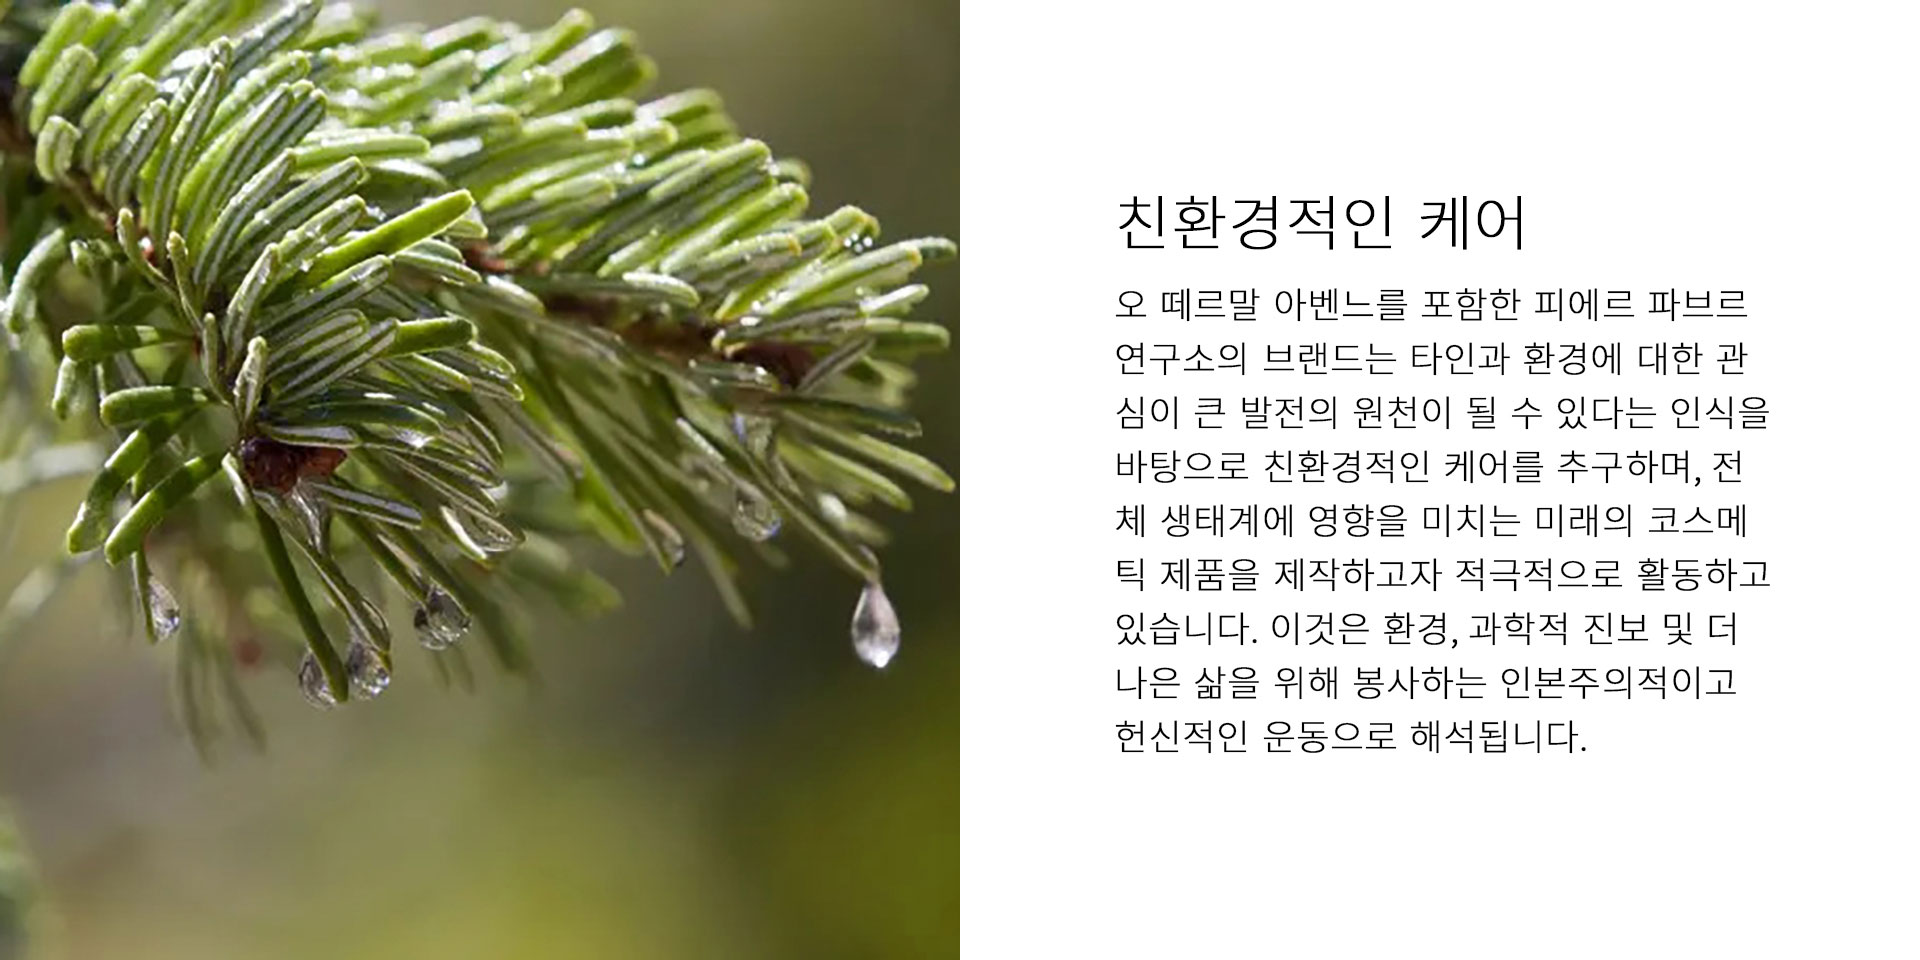 친환경적인 케어
오 떼르말 아벤느를 포함한 피에르 파브르
연구소의 브랜드는 타인과 환경에 대한 관
심이 큰 발전의 원천이 될 수 있다는 인식을
바탕으로 친환경적인 케어를 추구하며, 전
체 생태계에 영향을 미치는 미래의 코스메
틱 제품을 제작하고자 적극적으로 활동하고
있습니다. 이것은 환경, 과학적 진보 및 더
나은 삶을 위해 봉사하는 인본주의적이고
헌신적인 운동으로 해석됩니다.